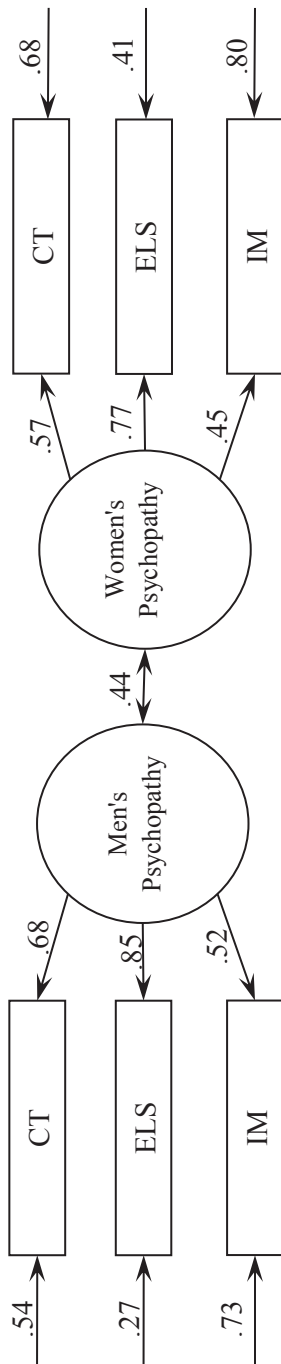 .54
CT
.68
.27
ELS
.85
.73
IM
.52
Men's
Psychopathy
.44
Women's
Psychopathy
.57
CT
.68
.77
ELS
.41
.45
IM
.80